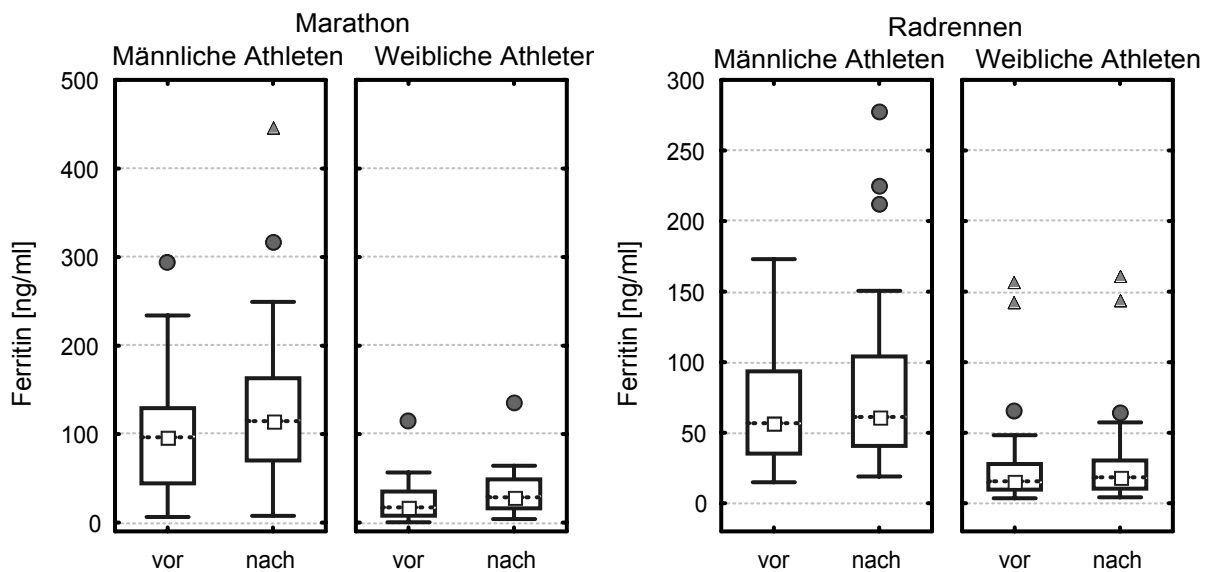 Marathon
Männliche Athleten Weibliche Athleter
500
400
300
200
100
0
Ferritin [ng/ml]
vor nach vor nach
Radrennen
Männliche Athleten Weibliche Athleten
300
250
200
150
100
50
0
Ferritin [ng/ml]
vor nach vor nach